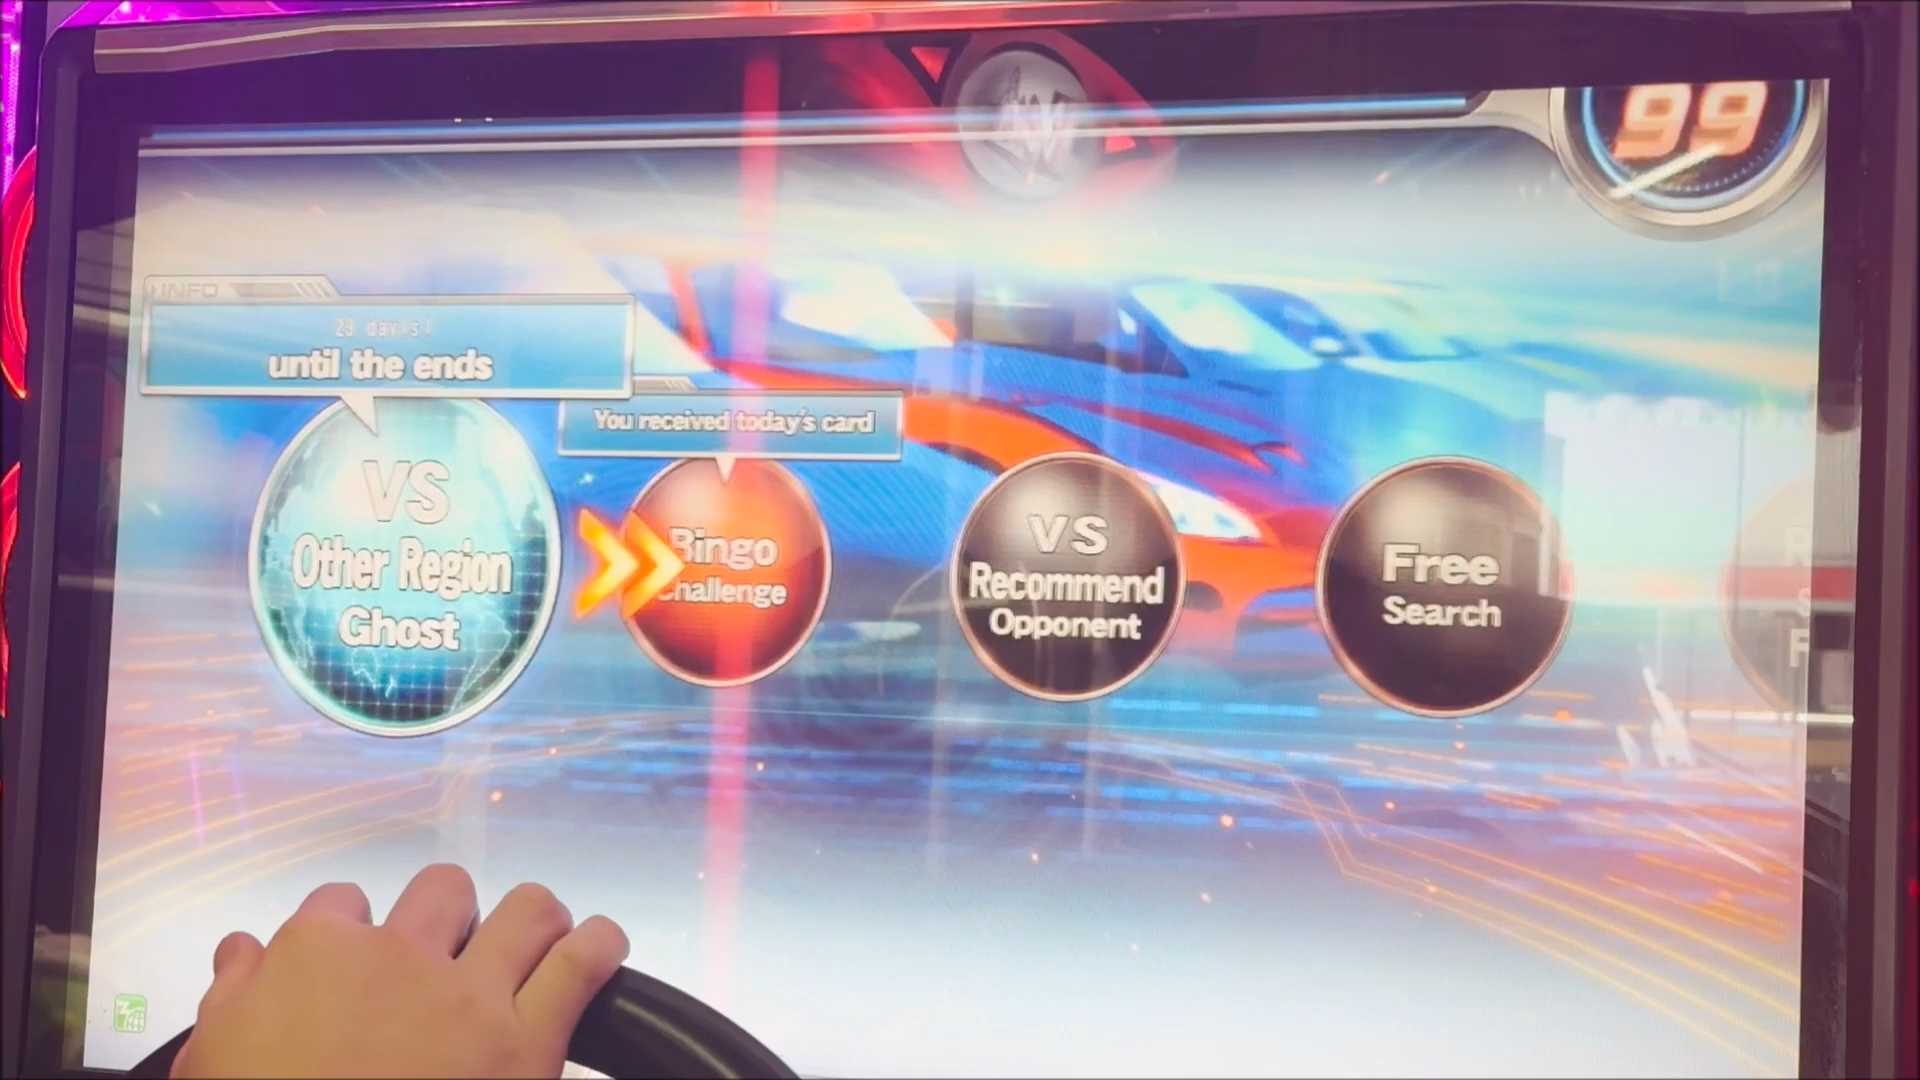 99
INFO
29 day(s)
until the ends
You received today's card
VS
Other Region
Ghost
Bingo
Challenge
VS
Recommend
Opponent
Free
Search